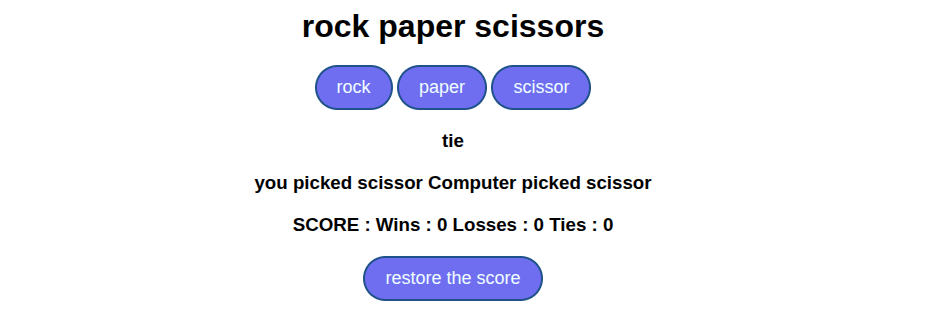 rock paper scissors
rock paper scissor
tie
you picked scissor Computer picked scissor
SCORE : Wins : 0 Losses : 0 Ties : 0
restore the score